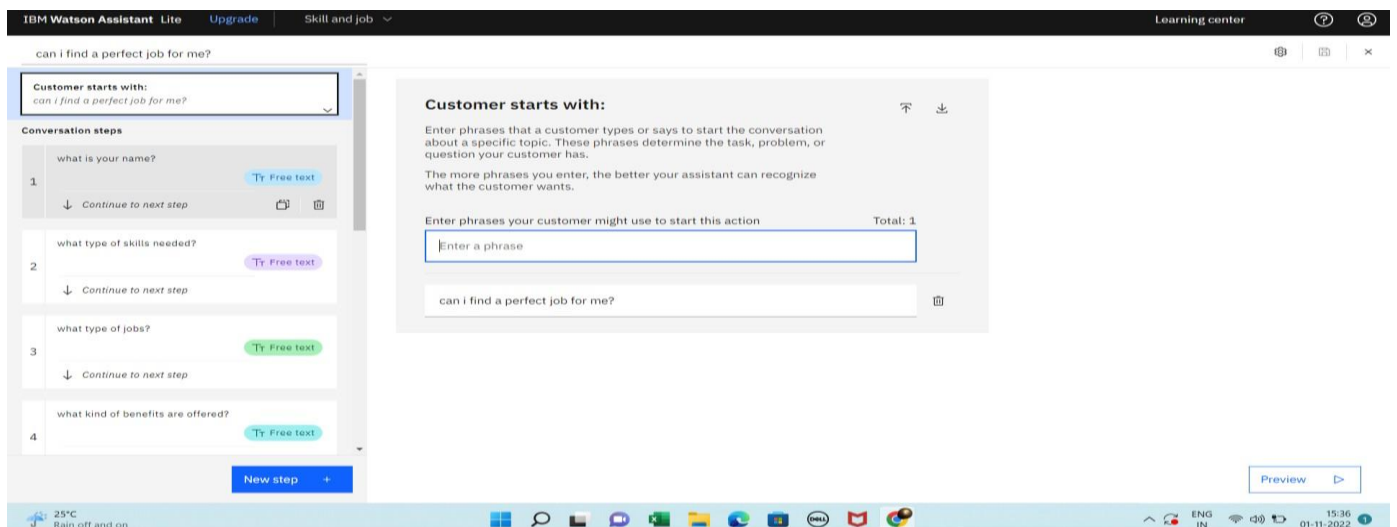 IBM Watson Assistant Lite Upgrade Skill and job Learning center
can i find a perfect job for me?
Customer starts with:
can i find a perfect job for me?
Conversation steps
1
what is your name?
Tт Free text
Continue to next step
2
what type of skills needed?
Tт Free text
Continue to next step
3
what type of jobs?
Tт Free text
Continue to next step
4
what kind of benefits are offered?
Tт Free text
New step +
Customer starts with:
Enter phrases that a customer types or says to start the conversation
about a specific topic. These phrases determine the task, problem, or
question your customer has.
The more phrases you enter, the better your assistant can recognize
what the customer wants.
Enter phrases your customer might use to start this action Total: 1
Enter a phrase
can i find a perfect job for me?
Preview
25°C
Rain off and on
DELL
ENG
IN
15:36
01-11-2022
1